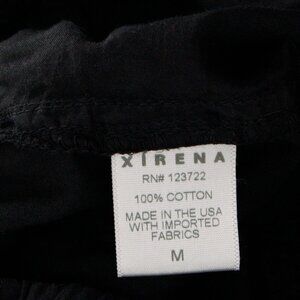 XIRENA
RN# 123722
100% COTTON
MADE IN THE USA
WITH IMPORTED
FABRICS
M